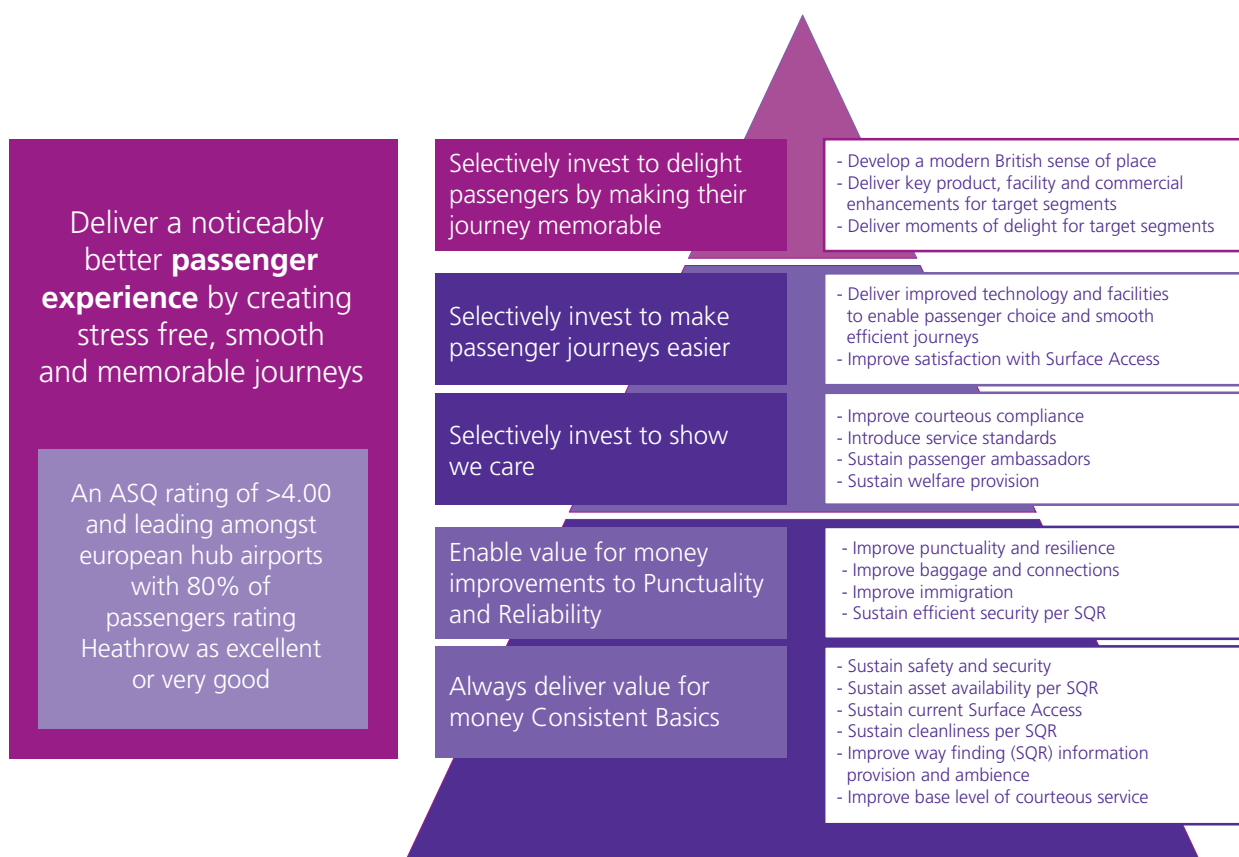 Deliver a noticeably
better passenger
experience by creating
stress free, smooth
and memorable journeys
An ASQ rating of >4.00
and leading amongst
european hub airports
with 80% of
passengers rating
Heathrow as excellent
or very good
Selectively invest to delight
passengers by making their
journey memorable
- Develop a modern British sense of place
- Deliver key product, facility and commercial
enhancements for target segments
- Deliver moments of delight for target segments
Selectively invest to make
passenger journeys easier
- Deliver improved technology and facilities
to enable passenger choice and smooth
efficient journeys
- Improve satisfaction with Surface Access
Selectively invest to show
we care
- Improve courteous compliance
- Introduce service standards
- Sustain passenger ambassadors
- Sustain welfare provision
Enable value for money
improvements to Punctuality
and Reliability
- Improve punctuality and resilience
- Improve baggage and connections
- Improve immigration
- Sustain efficient security per SQR
Always deliver value for
money Consistent Basics
- Sustain safety and security
- Sustain asset availability per SQR
- Sustain current Surface Access
- Sustain cleanliness per SQR
- Improve way finding (SQR) information
provision and ambience
- Improve base level of courteous service